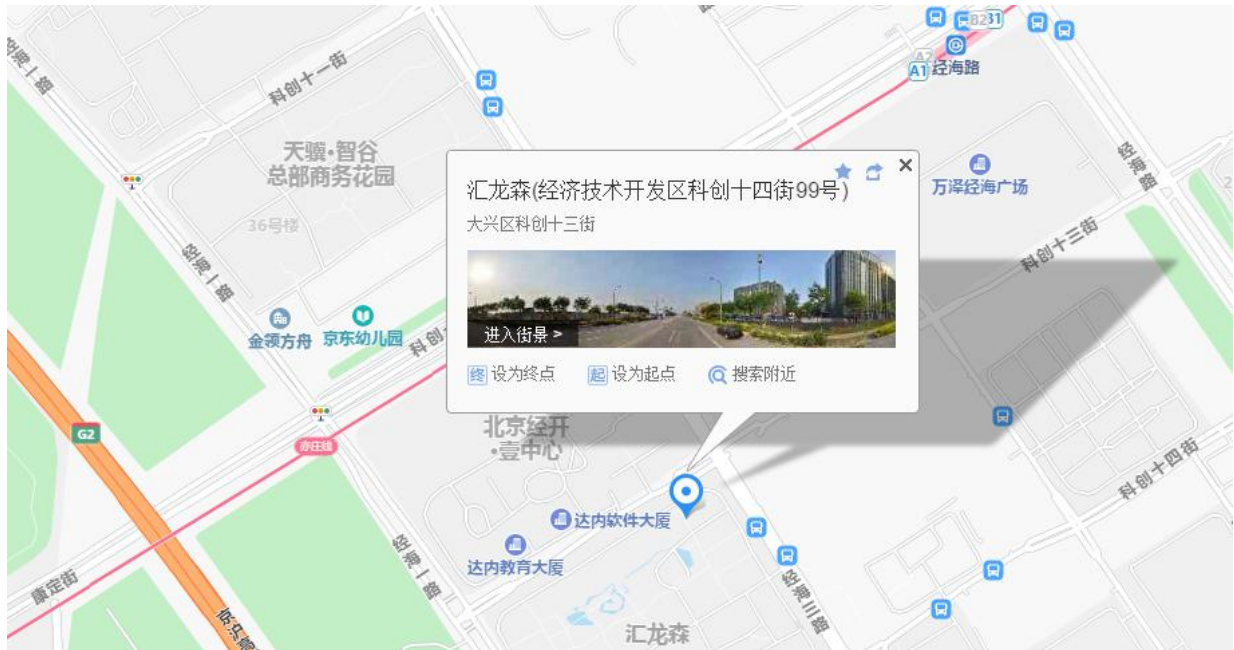 B2
B1
A2
A1
经海路
经海一路
科创十一街
天骥·智谷
总部商务花园
36号楼
汇龙森(经济技术开发区科创十四街99号)
大兴区科创十三街
进入街景 >
终 设为终点
起 设为起点
搜索附近
万泽经海广场
经海路
科创十三街
经海一路
金领方舟
京东幼儿园
科创
G2
亦庄线
北京经开
·壹中心
科创十四街
达内软件大厦
达内教育大厦
经海一路
经海三路
康定街
京沪高
汇龙森